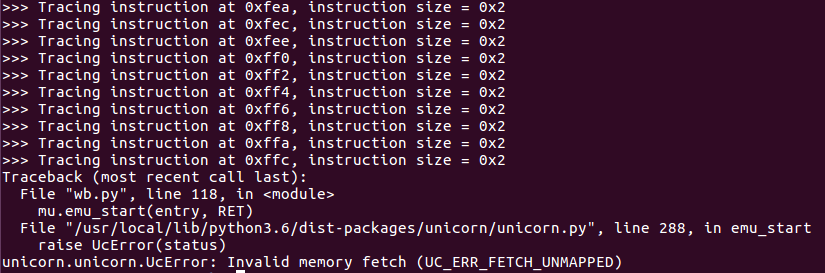 >>> Tracing instruction at 0xfea, instruction size = 0x2
>>> Tracing instruction at 0xfec, instruction size = 0x2
>>> Tracing instruction at 0xfee, instruction size = 0x2
>>> Tracing instruction at 0xff0, instruction size = 0x2
>>> Tracing instruction at 0xff2, instruction size = 0x2
>>> Tracing instruction at 0xff4, instruction size = 0x2
>>> Tracing instruction at 0xff6, instruction size = 0x2
>>> Tracing instruction at 0xff8, instruction size = 0x2
>>> Tracing instruction at 0xffa, instruction size = 0x2
>>> Tracing instruction at 0xffc, instruction size = 0x2
Traceback (most recent call last):
  File "wb.py", line 118, in <module>
    mu.emu_start(entry, RET)
  File "/usr/local/lib/python3.6/dist-packages/unicorn/unicorn.py", line 288, in emu_start
    raise UcError(status)
unicorn.unicorn.UcError: Invalid memory fetch (UC_ERR_FETCH_UNMAPPED)